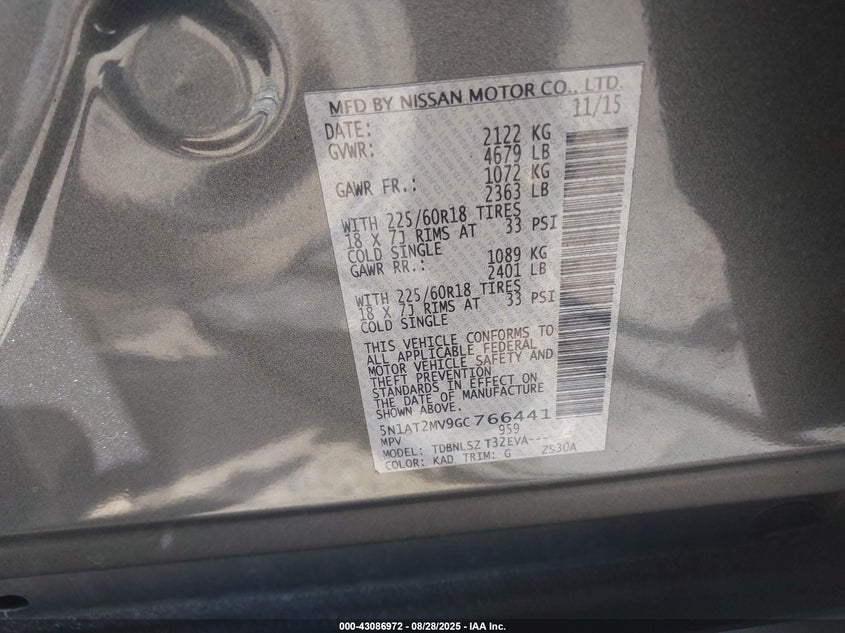 MFD BY NISSAN MOTOR CO., LTD.
DATE: 11/15
GVWR: 2122 KG
4679 LB
GAWR FR.: 1072 KG
2363 LB
WITH 225/60R18 TIRES
18 X 7J RIMS AT 33 PSI
COLD SINGLE
GAWR RR.: 1089 KG
2401 LB
WITH 225/60R18 TIRES
18 X 7J RIMS AT 33 PSI
COLD SINGLE
THIS VEHICLE CONFORMS TO
ALL APPLICABLE FEDERAL
MOTOR VEHICLE SAFETY AND
THEFT PREVENTION
STANDARDS IN EFFECT ON
THE DATE OF MANUFACTURE
SHOWN ABOVE.
5N1AT2MV9GC766441
MPV 959
MODEL: TDBNLSZ T32EVA---
COLOR: KAD TRIM: G ZS30A
000-43086972 | 08/28/2025 - IAA Inc.